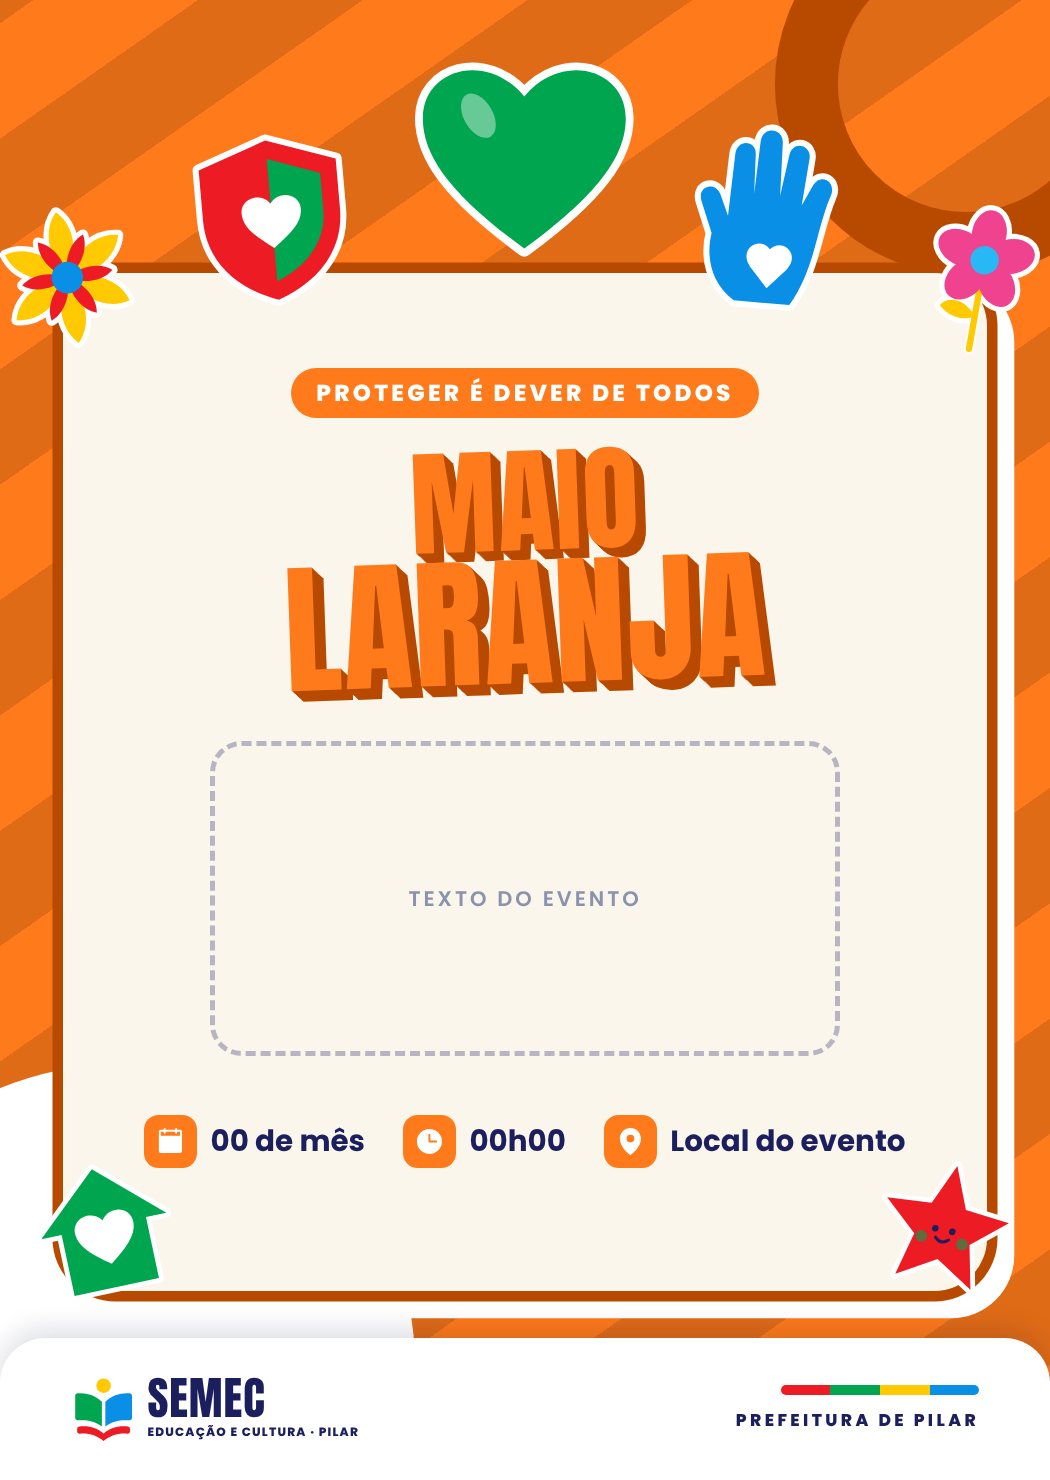 PROTEGER É DEVER DE TODOS
MAIO
LARANJA
TEXTO DO EVENTO
00 de mês 00h00 Local do evento
SEMEC
EDUCAÇÃO E CULTURA · PILAR
PREFEITURA DE PILAR